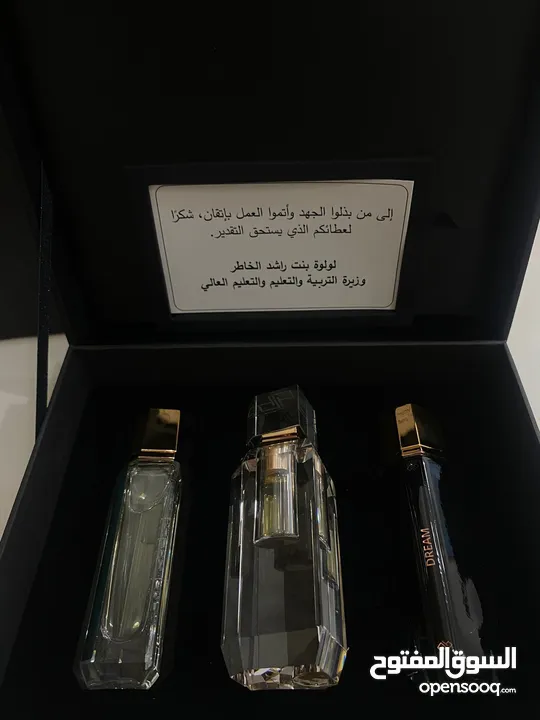 إلى من بذلوا الجهد وأتموا العمل بإتقان، شكرًا
لعطائكم الذي يستحق التقدير.
لولوة بنت راشد الخاطر
وزيرة التربية والتعليم والتعليم العالي
DREAM
السوق المفتوح
opensooq.com